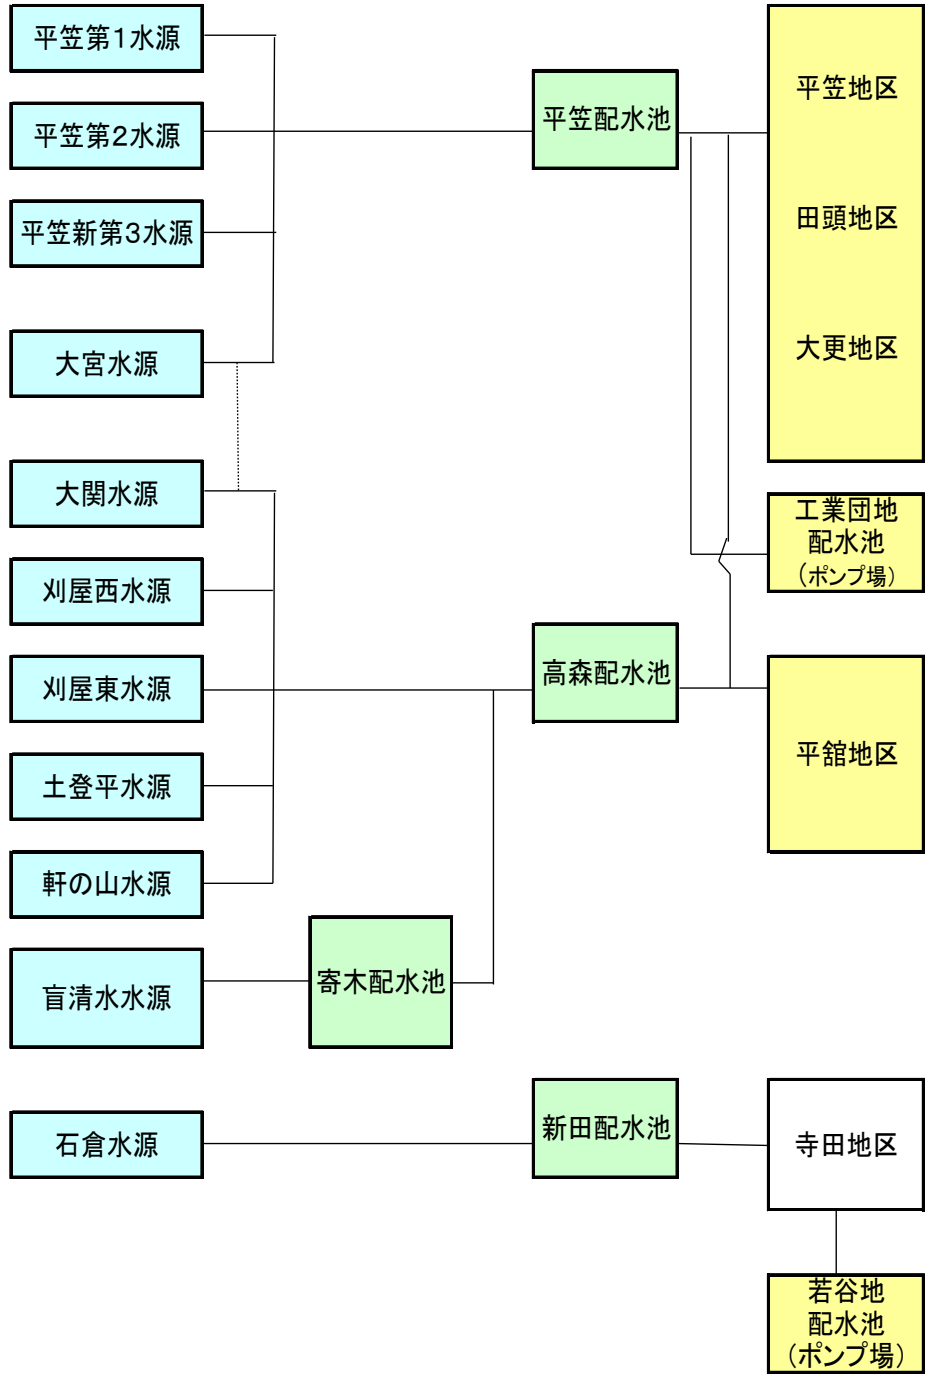 平笠第1水源
平笠第2水源
平笠新第3水源
大宮水源
大関水源
刈屋西水源
刈屋東水源
土登平水源
軒の山水源
盲清水水源
石倉水源
平笠配水池
高森配水池
寄木配水池
新田配水池
平笠地区
田頭地区
大更地区
工業団地
配水池
（ポンプ場）
平舘地区
寺田地区
若谷地
配水池
（ポンプ場）